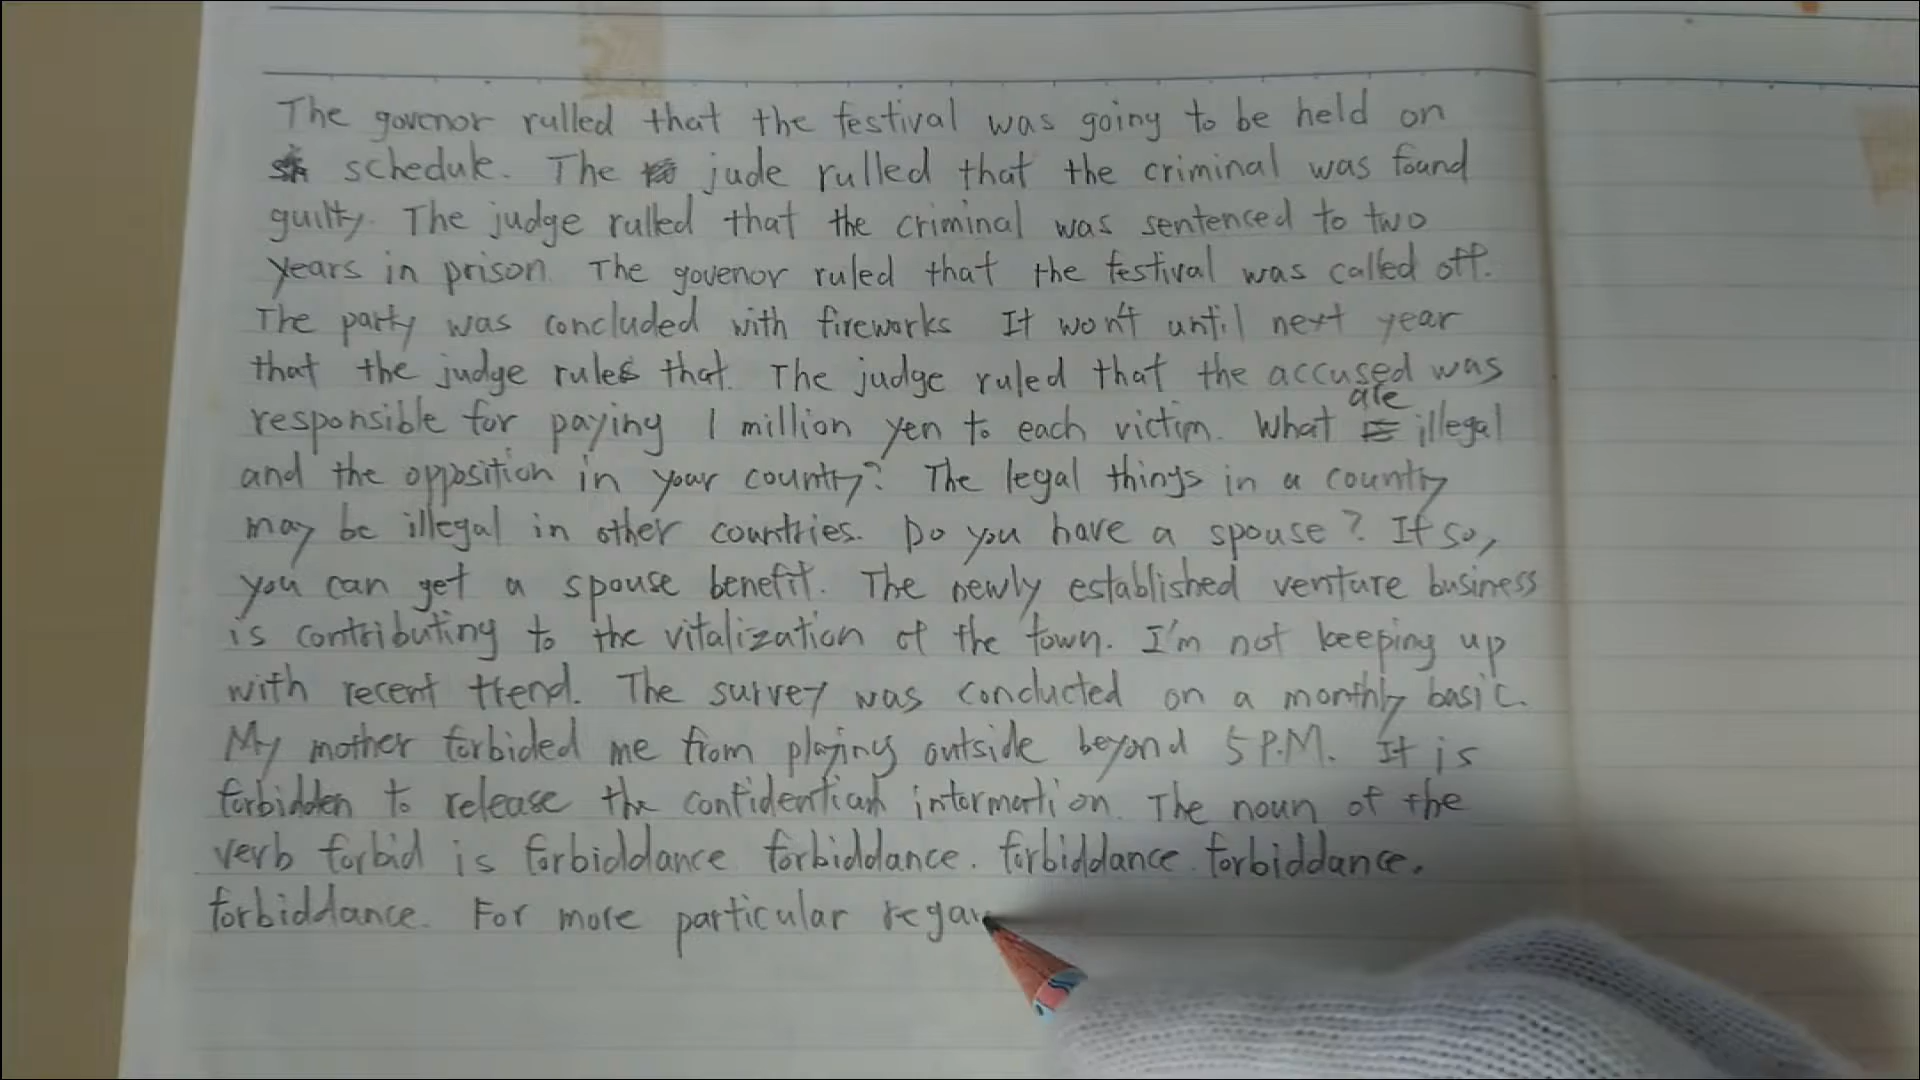 The govenor rulled that the festival was going to be held on
schedule. The jude rulled that the criminal was found
guilty. The judge rulled that the criminal was sentenced to two
years in prison. The govenor ruled that the festival was called off.
The party was concluded with fireworks It won't until next year
that the judge rules that. The judge ruled that the accused was
responsible for paying 1 million yen to each victim. What are illegal
and the opposition in your country? The legal things in a country
may be illegal in other countries. Do you have a spouse? If so,
you can get a spouse benefit. The newly established venture business
is contributing to the vitalization of the town. I'm not keeping up
with recent trend. The survey was conducted on a monthly basic.
My mother forbided me from playing outside beyond 5 P.M. It is
forbidden to release the information. The noun of the
verb forbid is forbiddance forbiddance. forbiddance. forbiddance.
forbiddance. For more particular regar